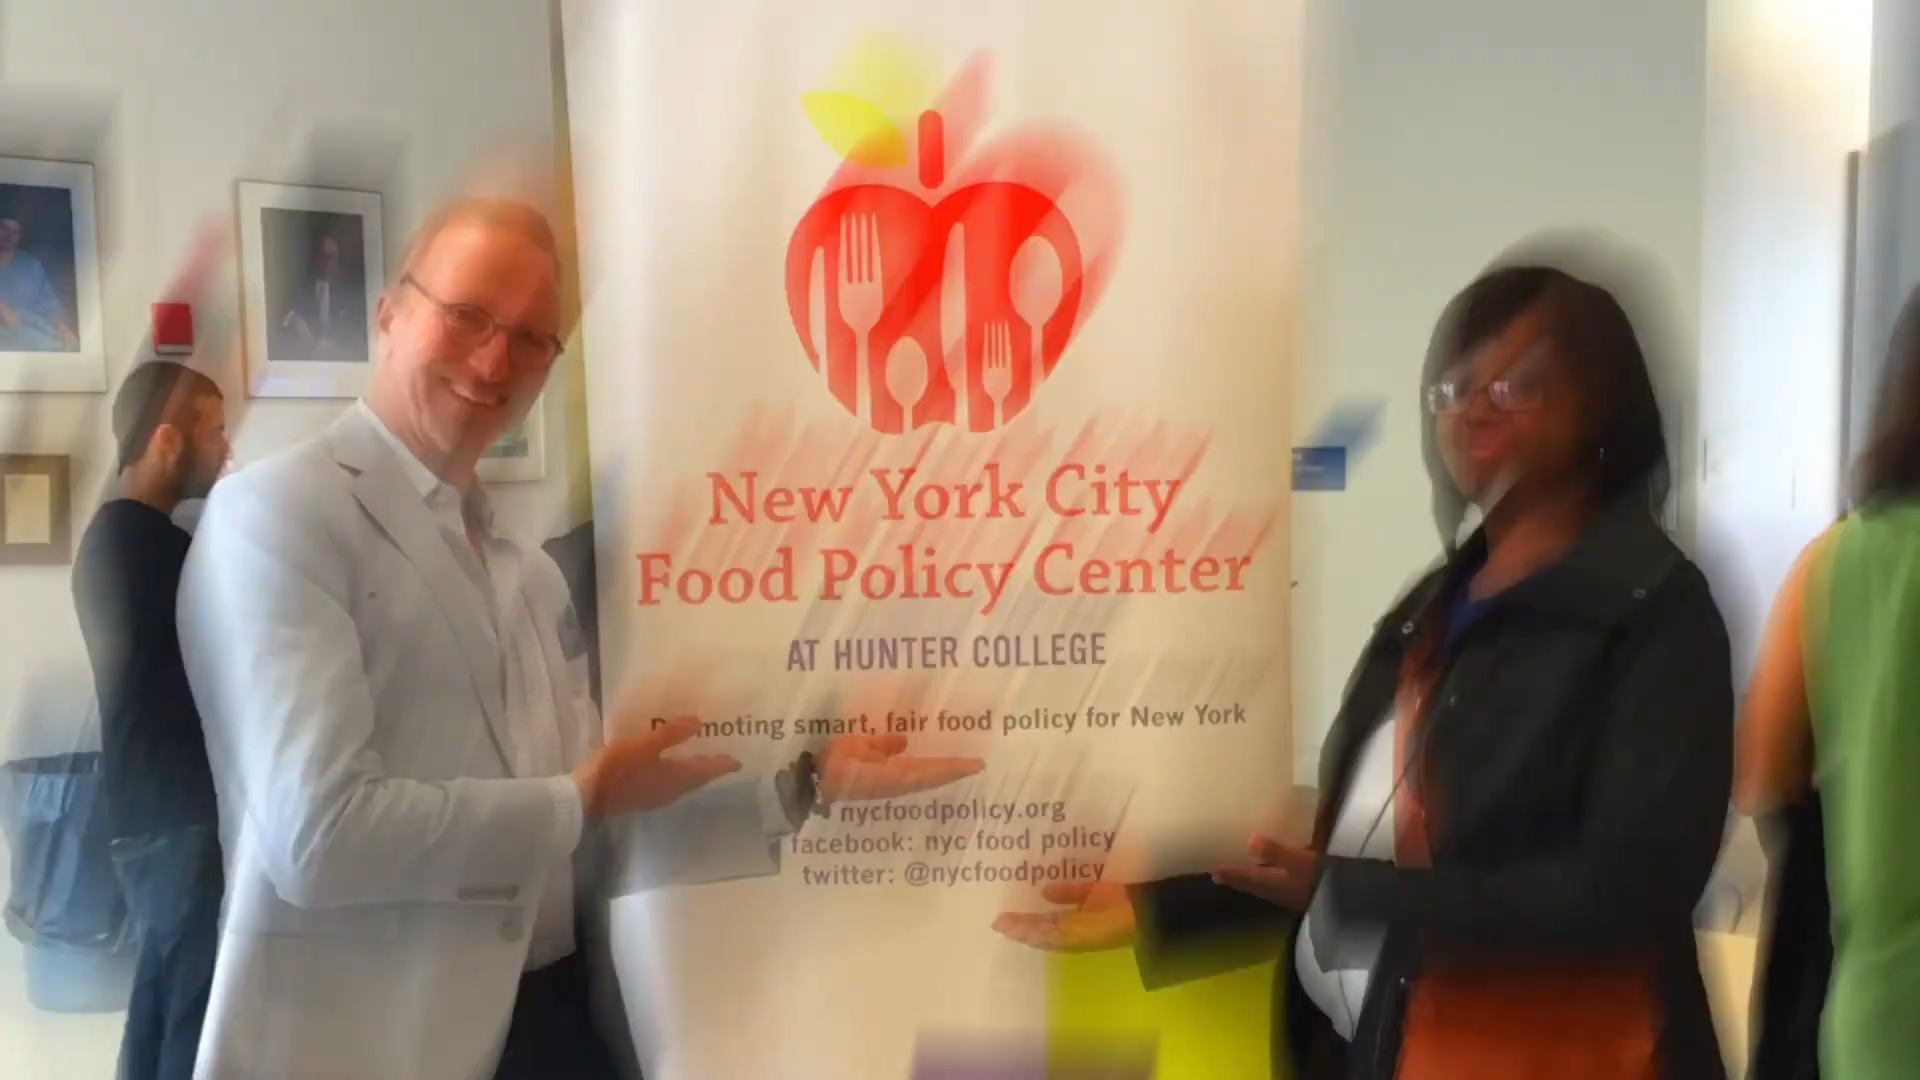 New York City
Food Policy Center
AT HUNTER COLLEGE
smart, fair food policy for New York
nycfoodpolicy.org
facebook: nyc food policy
twitter: @nycfoodpolicy